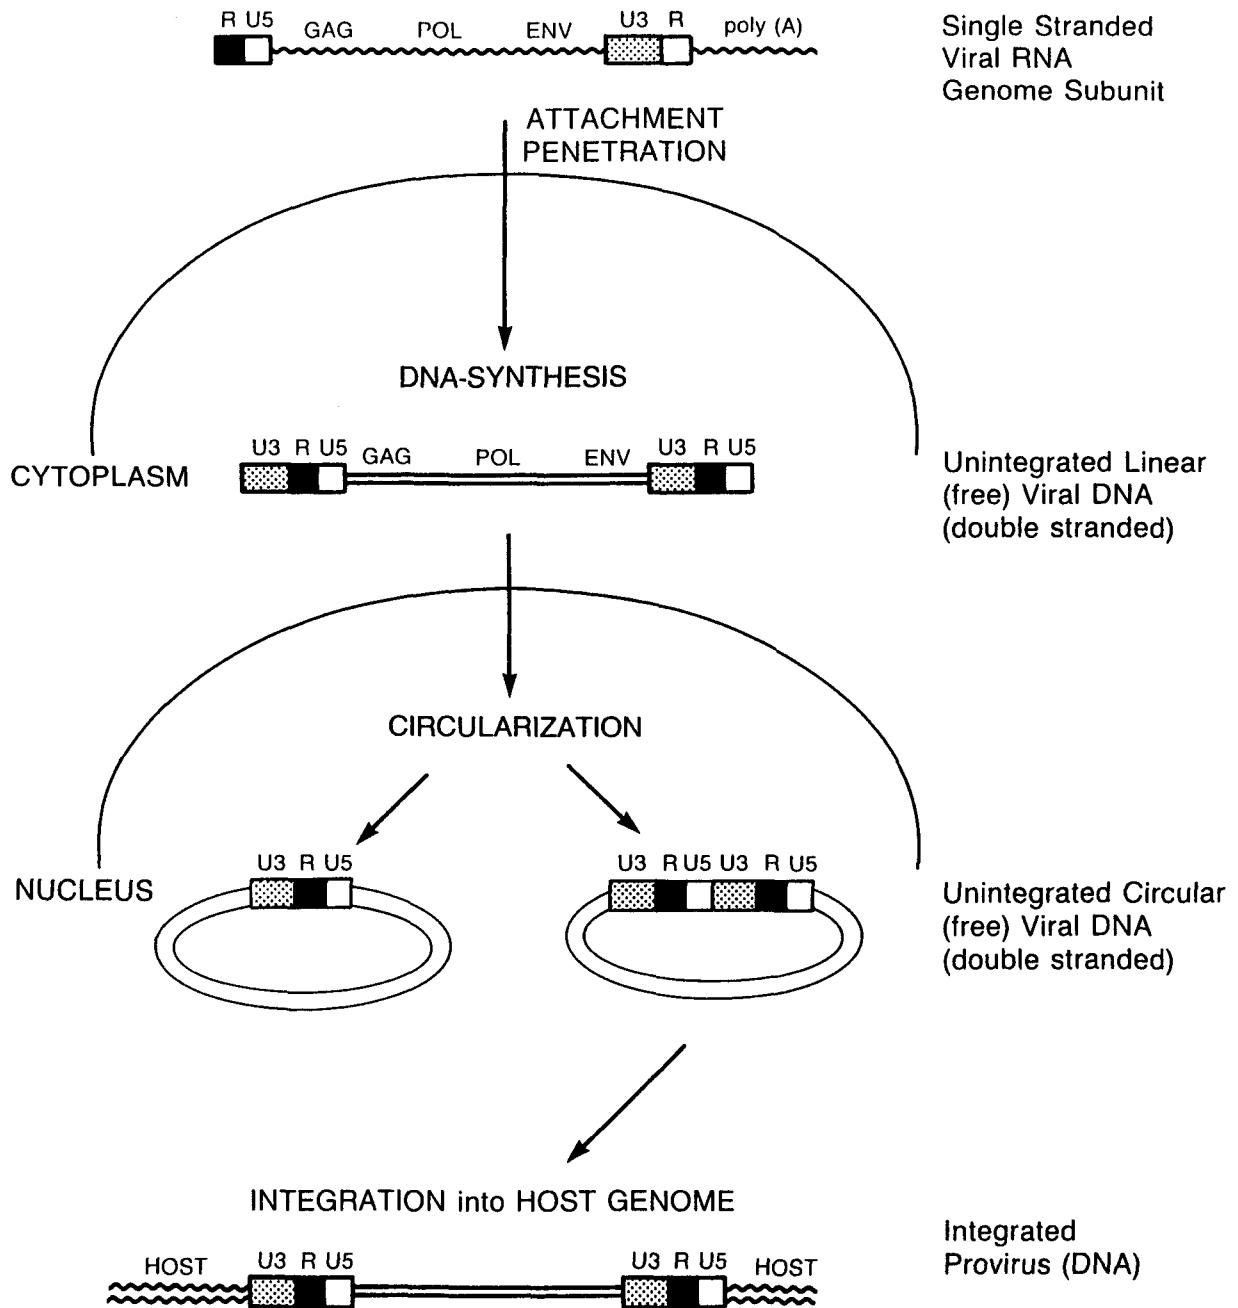 R U5 GAG POL ENV U3 R poly (A)
Single Stranded
Viral RNA
Genome Subunit
ATTACHMENT
PENETRATION
DNA-SYNTHESIS
U3 R U5 GAG POL ENV U3 R U5
CYTOPLASM
Unintegrated Linear
(free) Viral DNA
(double stranded)
CIRCULARIZATION
U3 R U5
U3 R U5 U3 R U5
NUCLEUS
Unintegrated Circular
(free) Viral DNA
(double stranded)
INTEGRATION into HOST GENOME
HOST U3 R U5 U3 R U5 HOST
Integrated
Provirus (DNA)